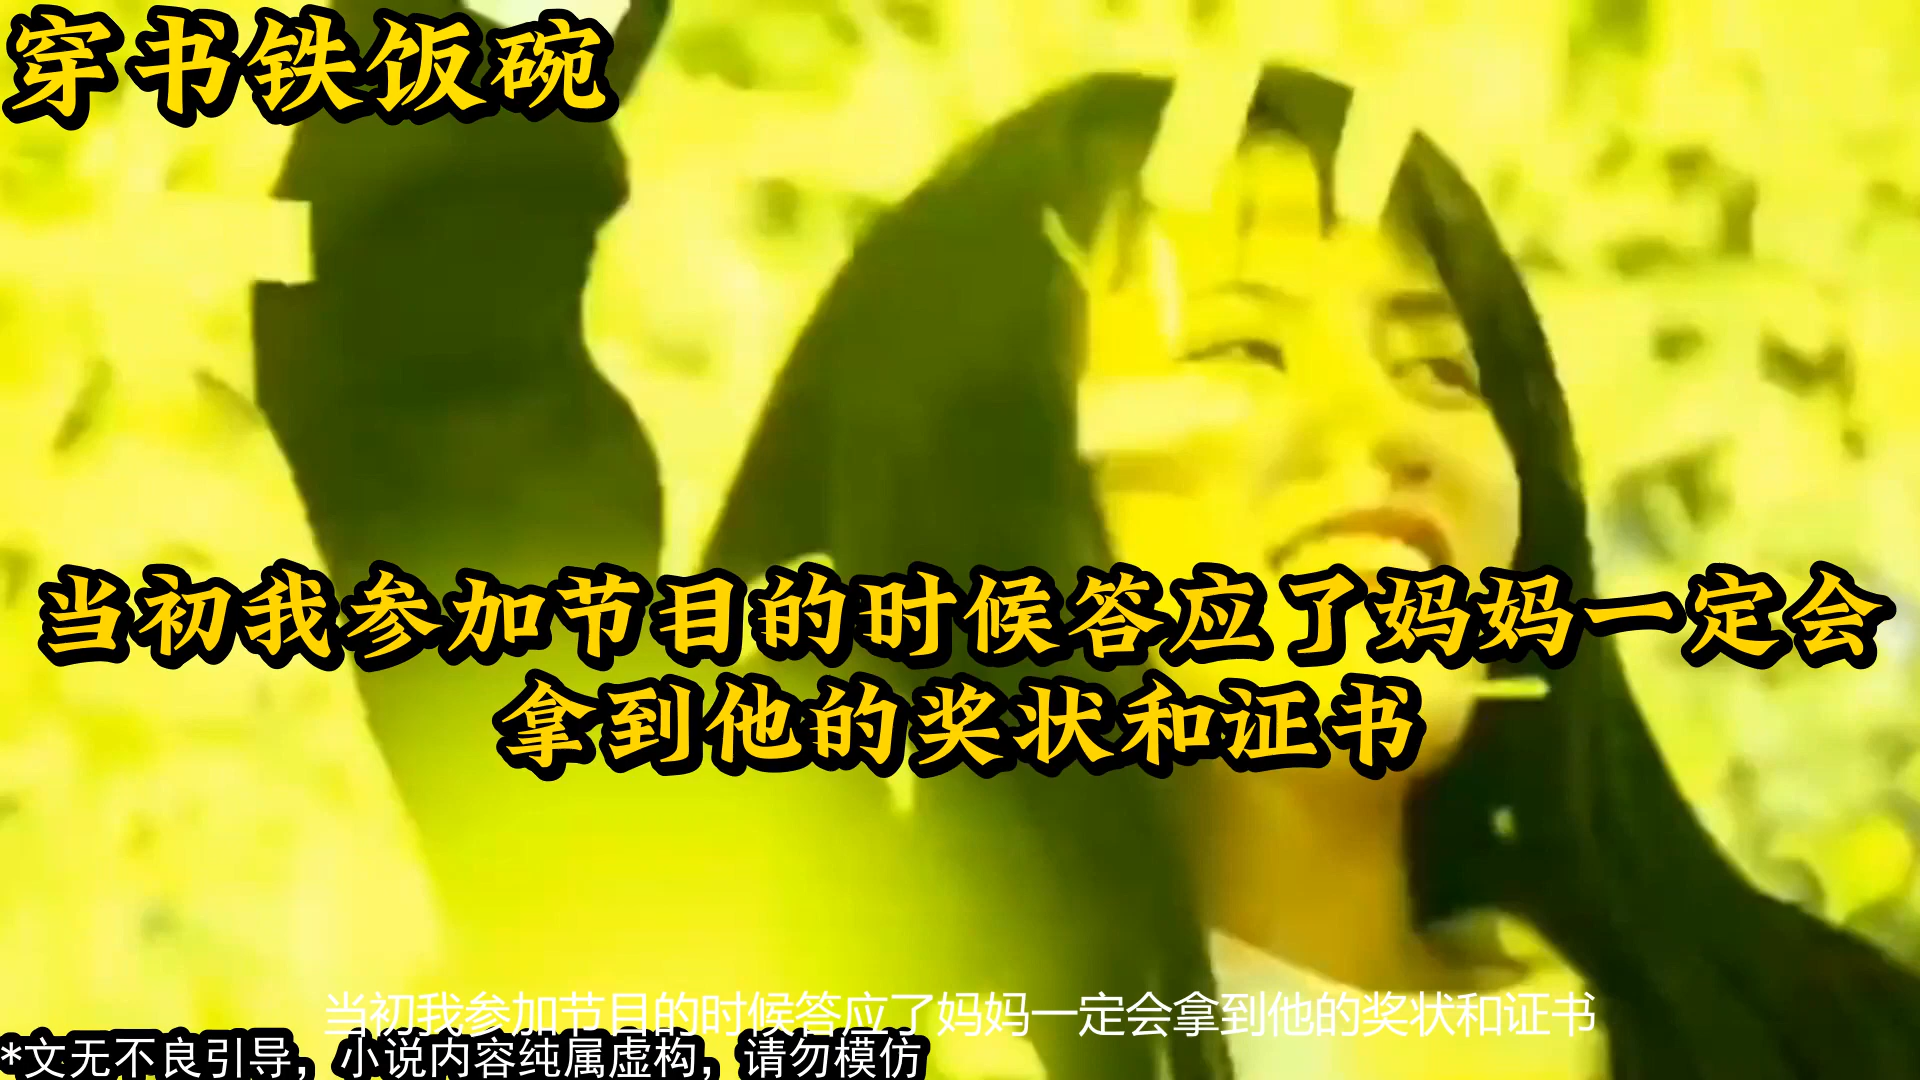 穿书铁饭碗
当初我参加节目的时候答应了妈妈一定会
拿到他的奖状和证书
当初我参加节目的时候答应了妈妈一定会拿到他的奖状和证书
*文无不良引导，小说内容纯属虚构，请勿模仿